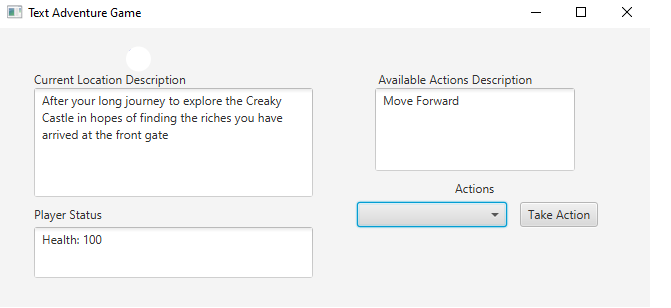 Text Adventure Game
Current Location Description
After your long journey to explore the Creaky
Castle in hopes of finding the riches you have
arrived at the front gate
Player Status
Health: 100
Available Actions Description
Move Forward
Actions
Take Action